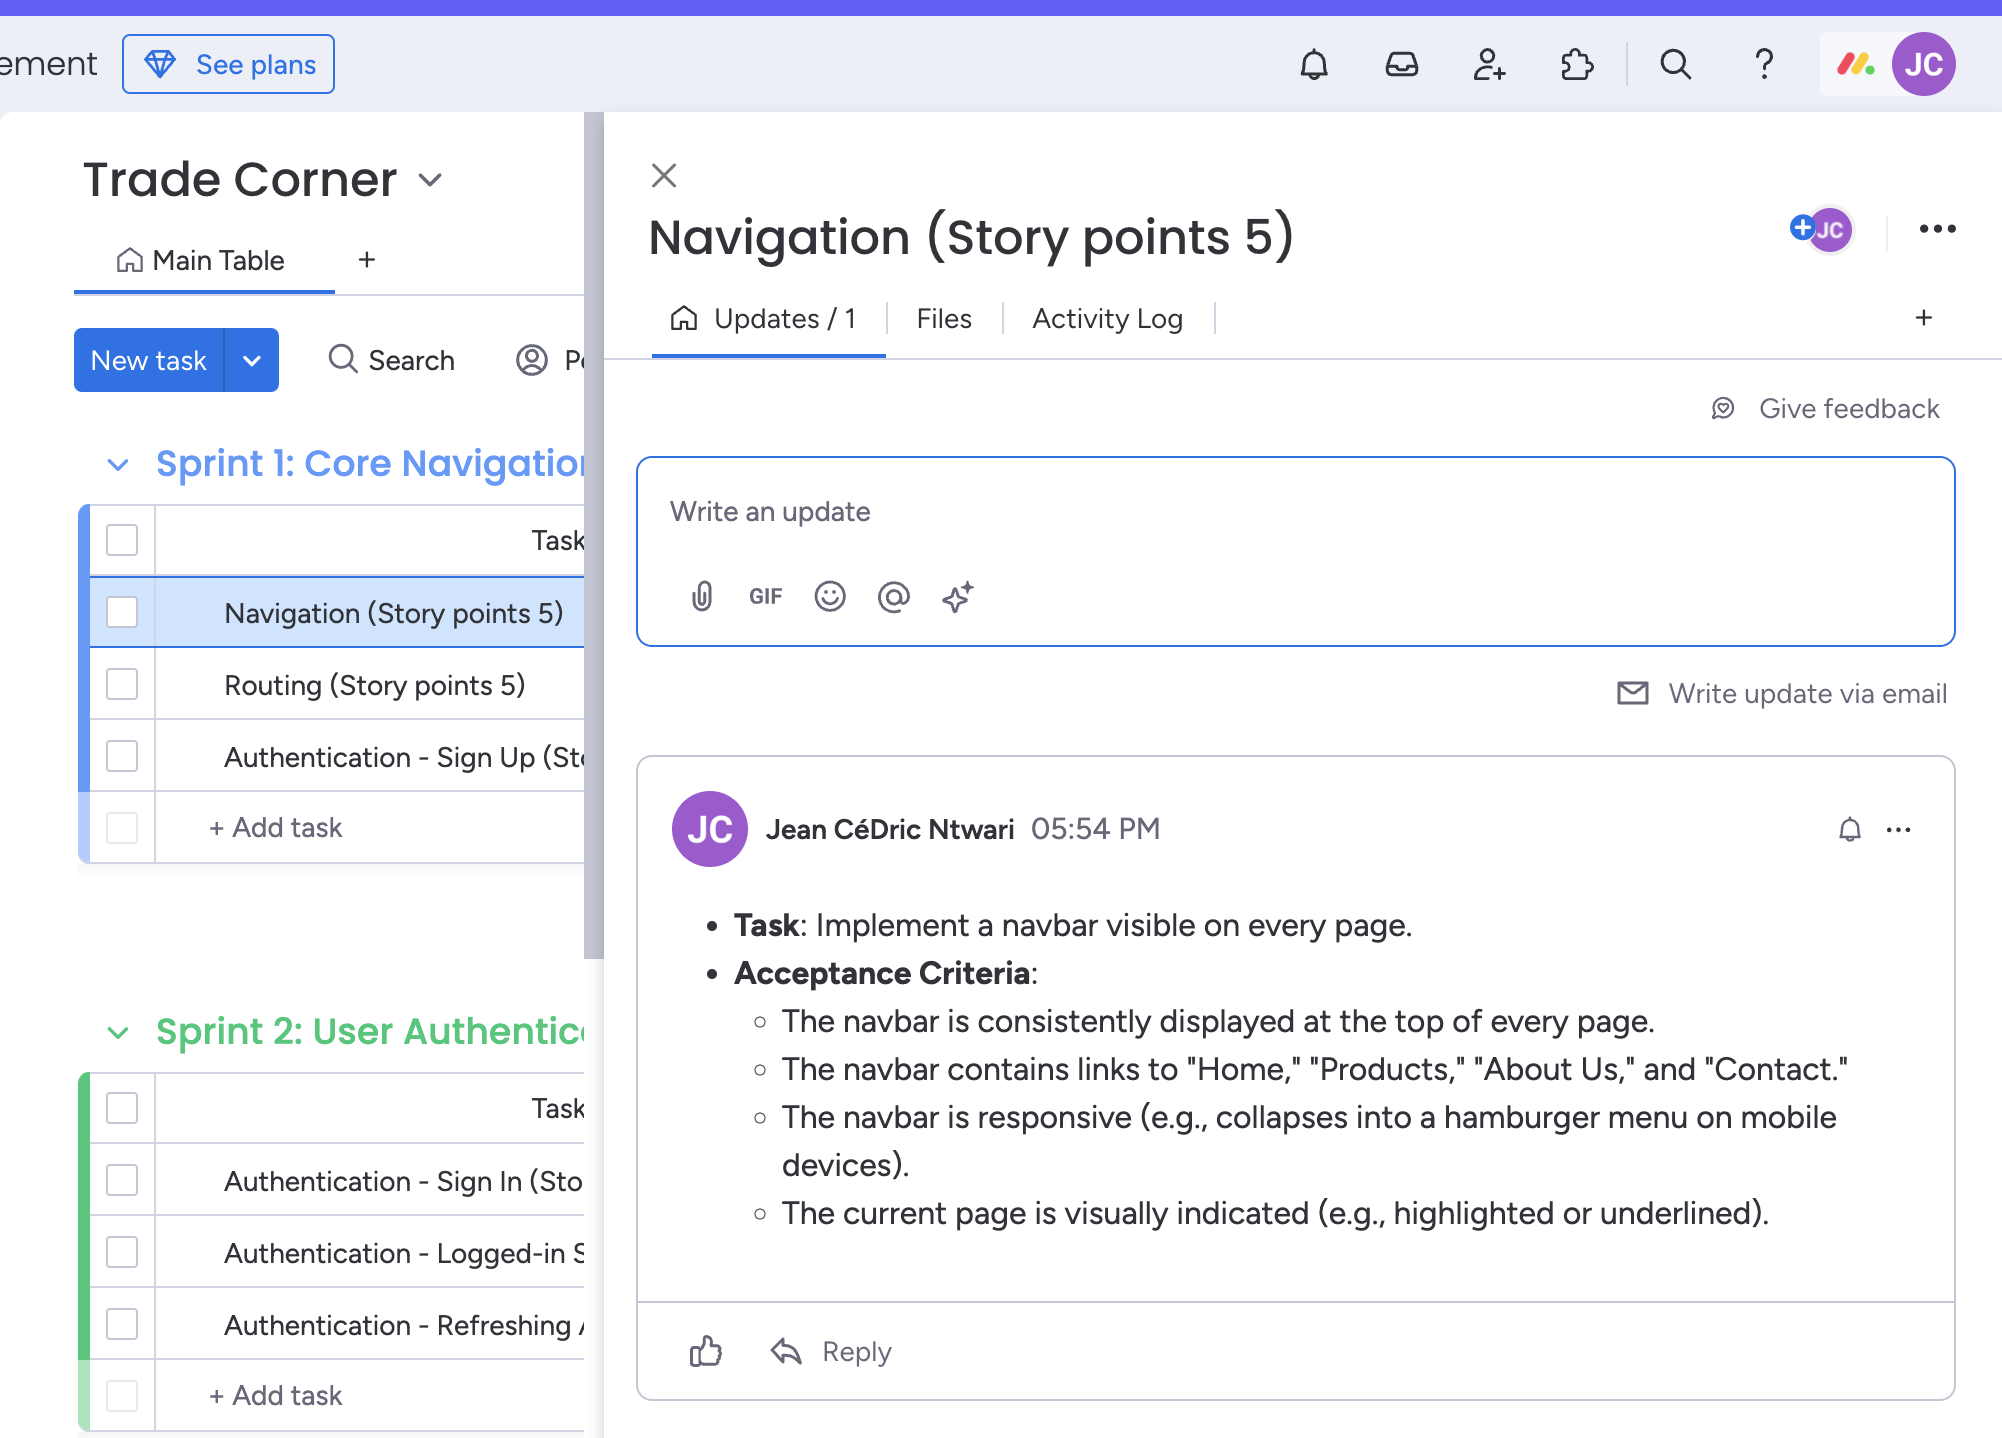 ement
See plans
JC
Trade Corner
Main Table
+
New task
Search
Sprint 1: Core Navigation
Task
Navigation (Story points 5)
Routing (Story points 5)
Authentication - Sign Up (Sto
+ Add task
Sprint 2: User Authentic
Task
Authentication - Sign In (Sto
Authentication - Logged-in S
Authentication - Refreshing
+ Add task
Navigation (Story points 5)
JC
Updates / 1
Files
Activity Log
+
Give feedback
Write an update
GIF
Write update via email
JC
Jean CéDric Ntwari 05:54 PM
• Task: Implement a navbar visible on every page.
• Acceptance Criteria:
○ The navbar is consistently displayed at the top of every page.
○ The navbar contains links to "Home," "Products," "About Us," and "Contact."
○ The navbar is responsive (e.g., collapses into a hamburger menu on mobile
devices).
○ The current page is visually indicated (e.g., highlighted or underlined).
Reply